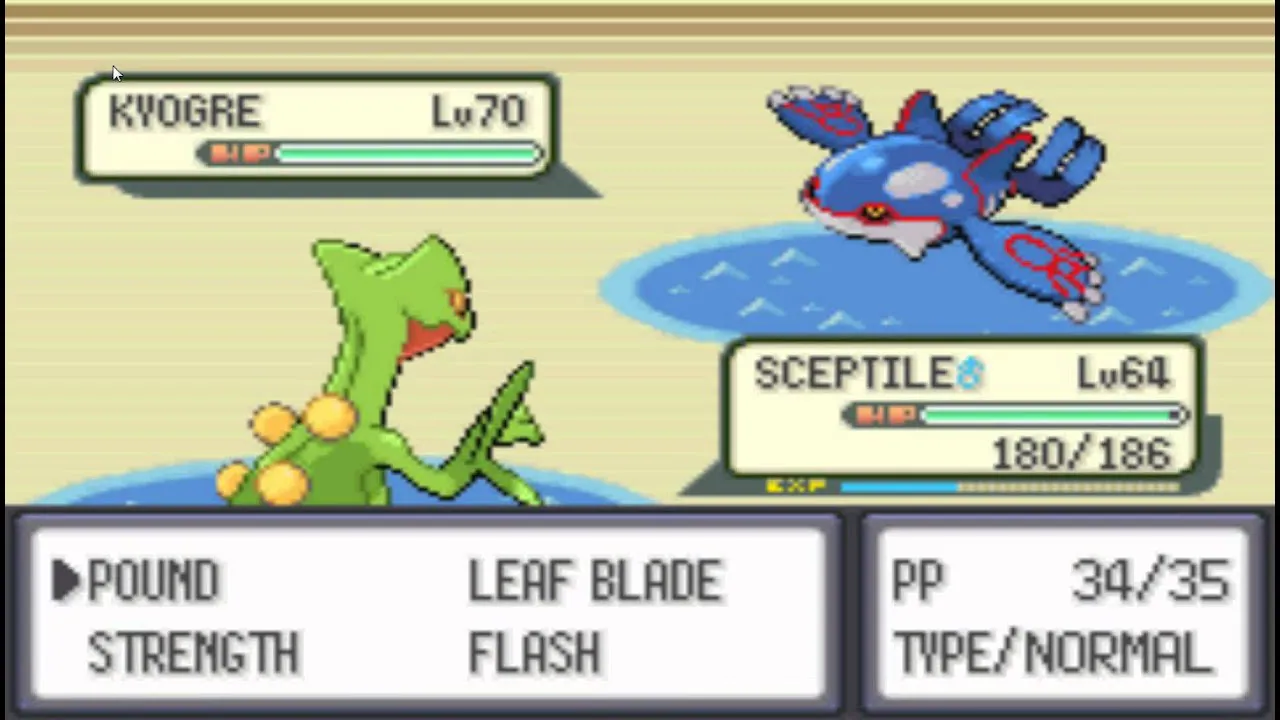 KYOGRE Lv70
HP
SCEPTILE♂ Lv64
HP
180/186
EXP
▶POUND LEAF BLADE
STRENGTH FLASH
PP 34/35
TYPE/NORMAL